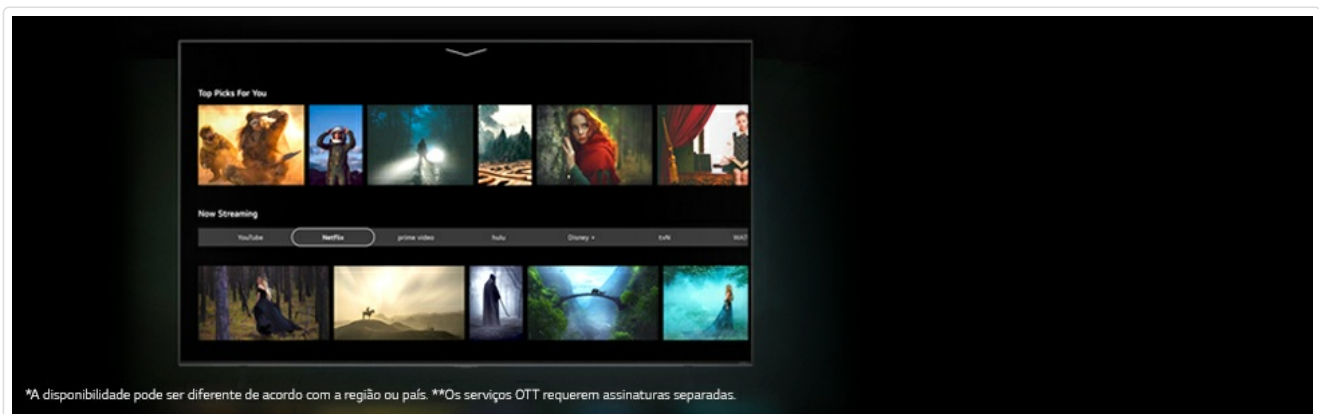 Top Picks For You
Now Streaming
YouTube Netflix prime video hulu Disney + tvN WAT
*A disponibilidade pode ser diferente de acordo com a região ou país. **Os serviços OTT requerem assinaturas separadas.